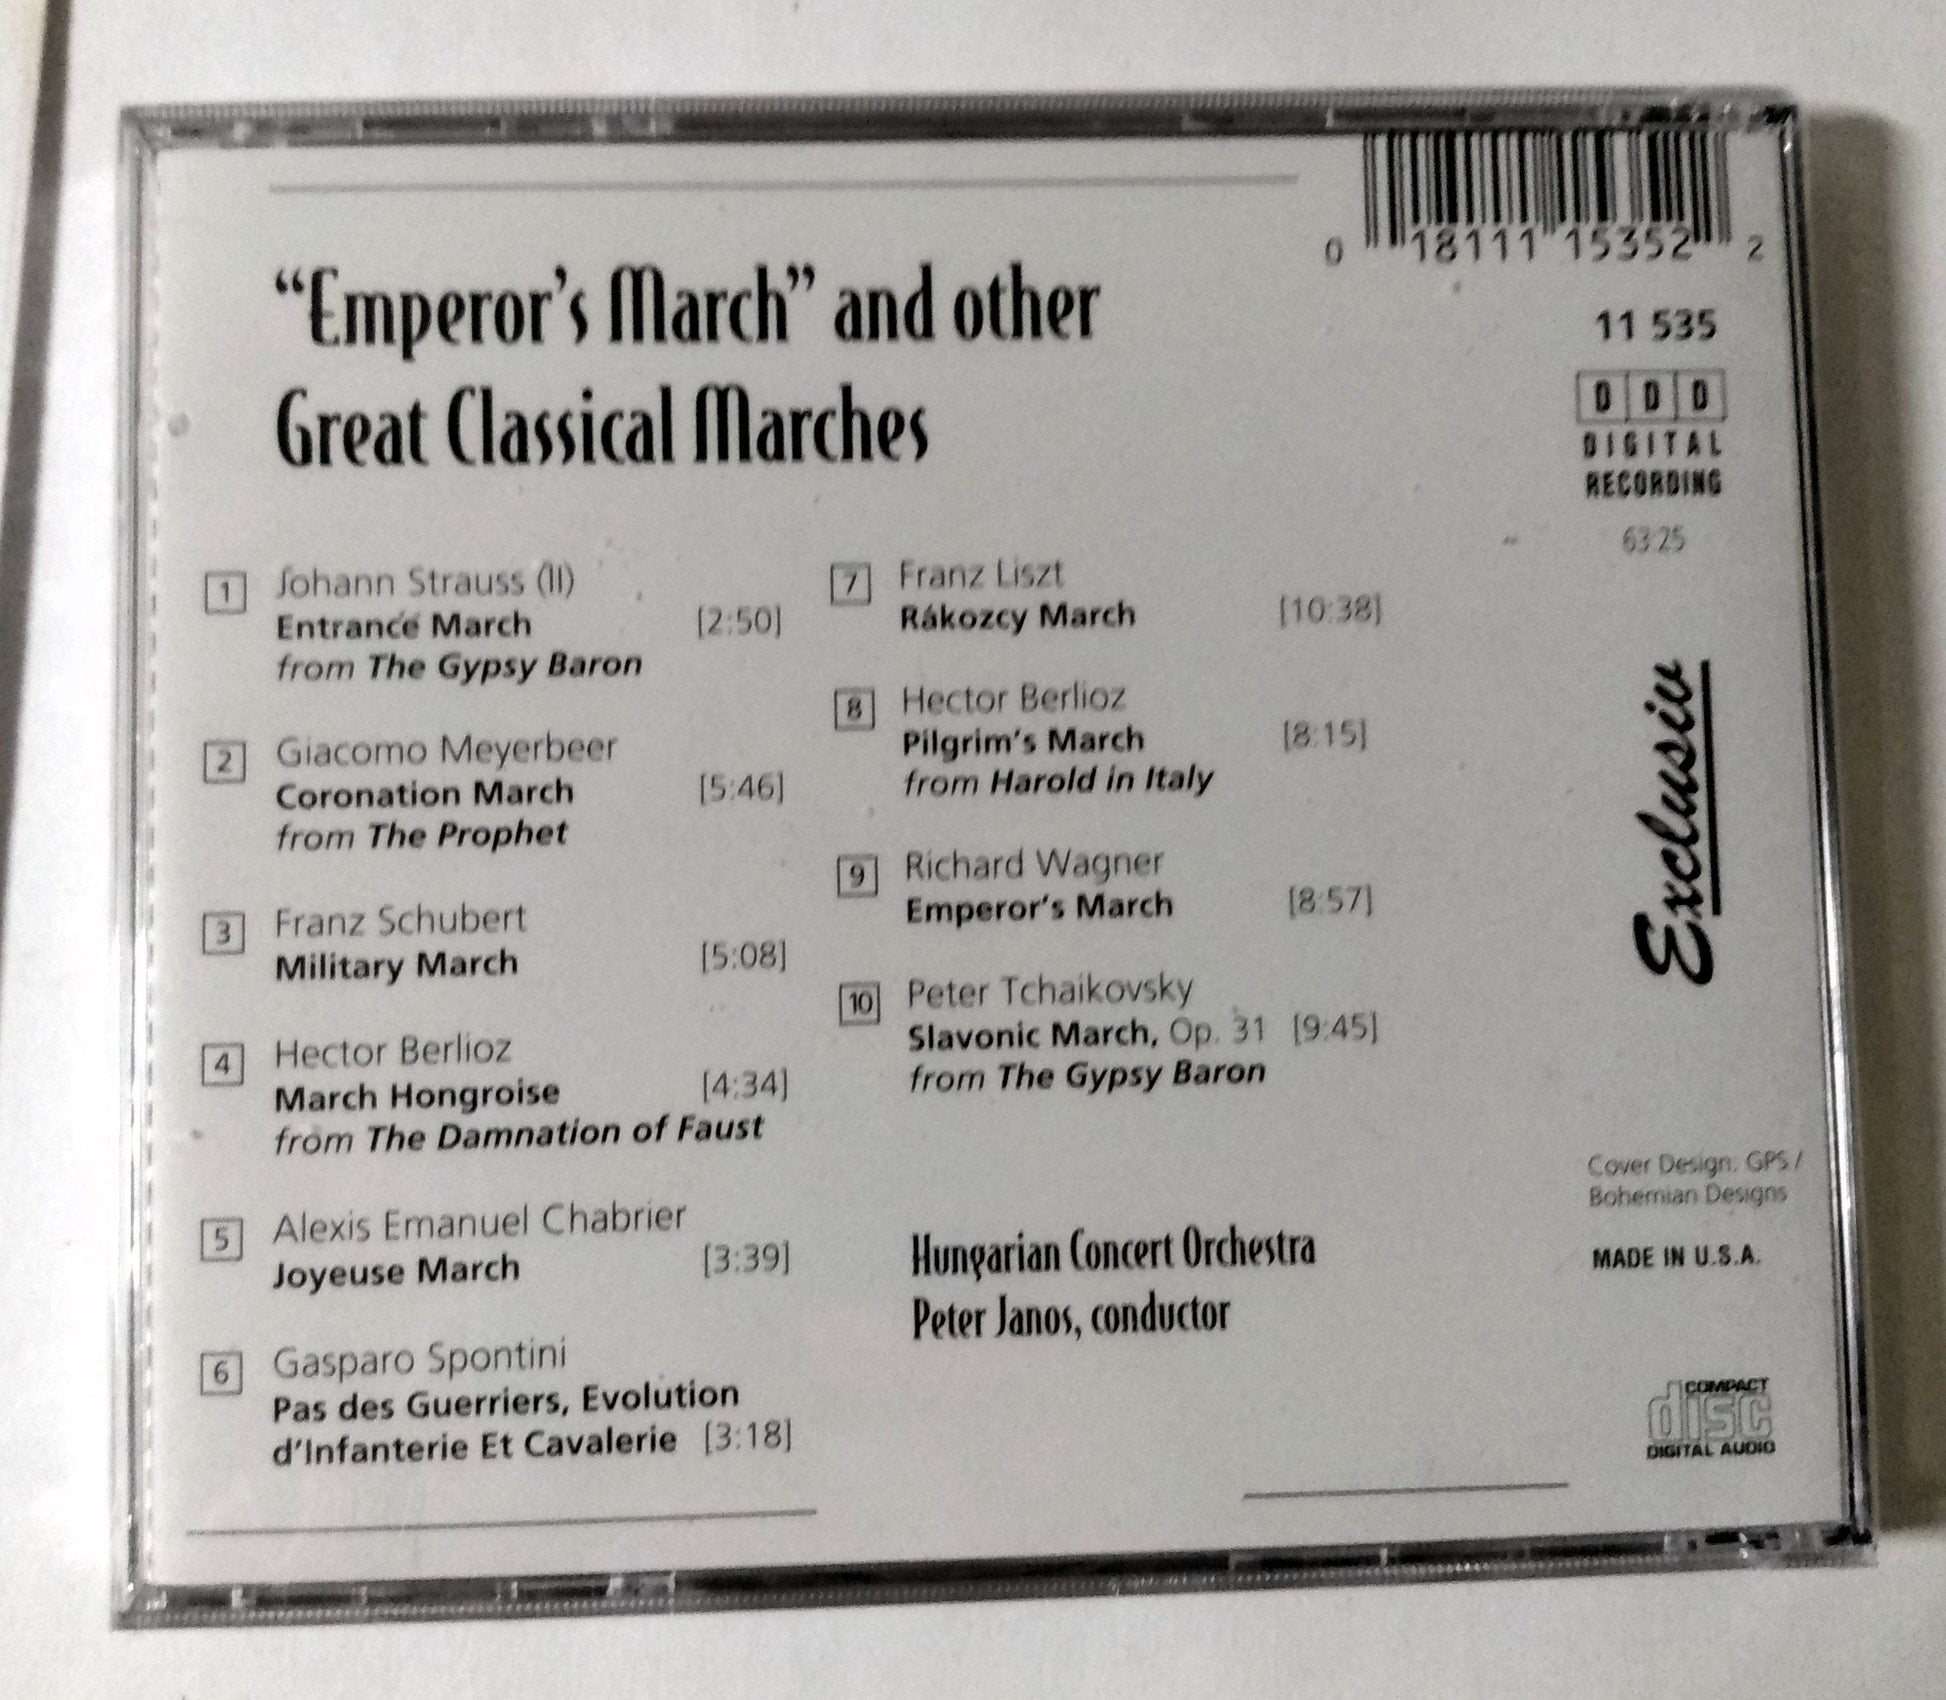 0 18111 15352 2
"Emperor's March" and other
Great Classical Marches
11 535
D D D
DIGITAL
RECORDING
63:25
1 Johann Strauss (II)
Entrance March [2:50]
from The Gypsy Baron
2 Giacomo Meyerbeer
Coronation March [5:46]
from The Prophet
3 Franz Schubert
Military March [5:08]
4 Hector Berlioz
March Hongroise [4:34]
from The Damnation of Faust
5 Alexis Emanuel Chabrier
Joyeuse March [3:39]
6 Gasparo Spontini
Pas des Guerriers, Evolution
d'Infanterie Et Cavalerie [3:18]
7 Franz Liszt
Rákozcy March [10:38]
8 Hector Berlioz
Pilgrim's March [8:15]
from Harold in Italy
9 Richard Wagner
Emperor's March [8:57]
10 Peter Tchaikovsky
Slavonic March, Op. 31 [9:45]
from The Gypsy Baron
Hungarian Concert Orchestra
Peter Janos, conductor
Exclusiv
Cover Design: GPS /
Bohemian Designs
MADE IN U.S.A.
COMPACT
disc
DIGITAL AUDIO